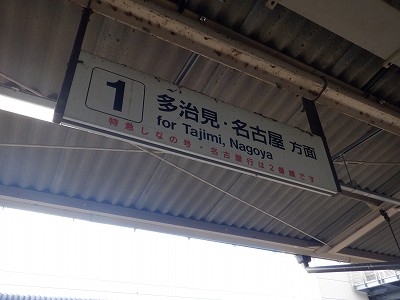 1 多治見・名古屋 方面
for Tajimi, Nagoya
特急しなの号・名古屋行は2番線です